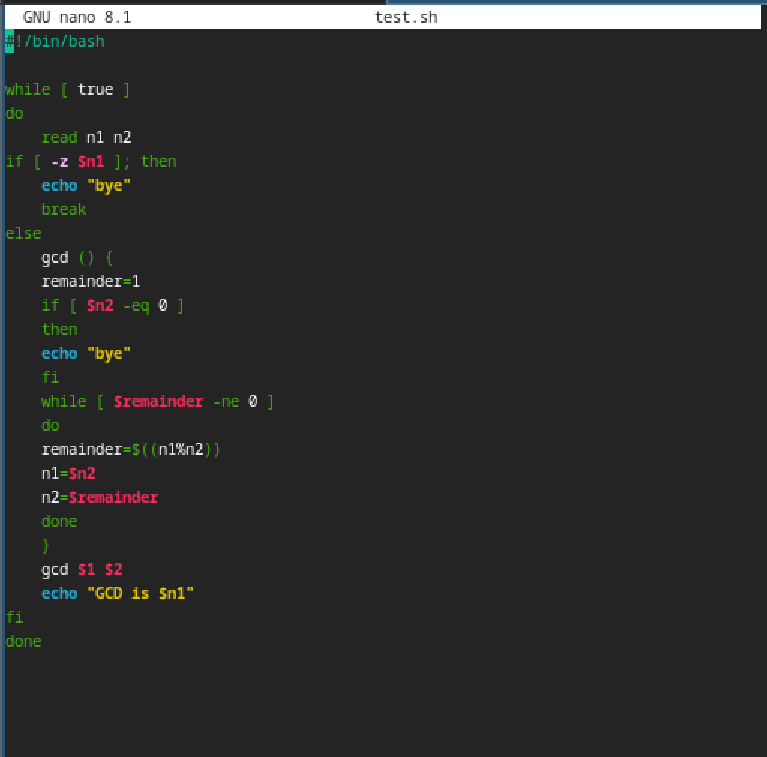 GNU nano 8.1 test.sh
#!/bin/bash

while [ true ]
do
    read n1 n2
if [ -z $n1 ]; then
    echo "bye"
    break
else
    gcd () {
    remainder=1
    if [ $n2 -eq 0 ]
    then
    echo "bye"
    fi
    while [ $remainder -ne 0 ]
    do
    remainder=$((n1%n2))
    n1=$n2
    n2=$remainder
    done
    }
    gcd $1 $2
    echo "GCD is $n1"
fi
done